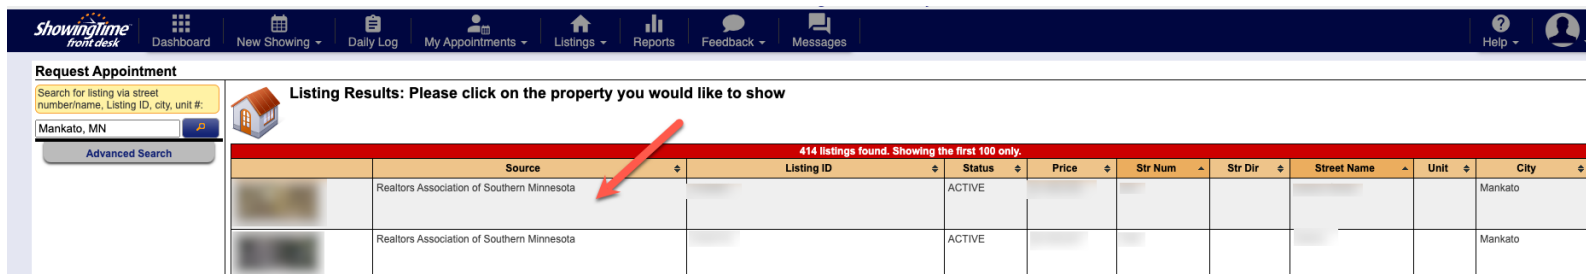 ShowingTime
front desk
Dashboard
New Showing
Daily Log
My Appointments
Listings
Reports
Feedback
Messages
Help
Request Appointment
Search for listing via street
number/name, Listing ID, city, unit #:
Mankato, MN
Advanced Search
Listing Results: Please click on the property you would like to show
414 listings found. Showing the first 100 only.
Source Listing ID Status Price Str Num Str Dir Street Name Unit City
Realtors Association of Southern Minnesota ACTIVE Mankato
Realtors Association of Southern Minnesota ACTIVE Mankato